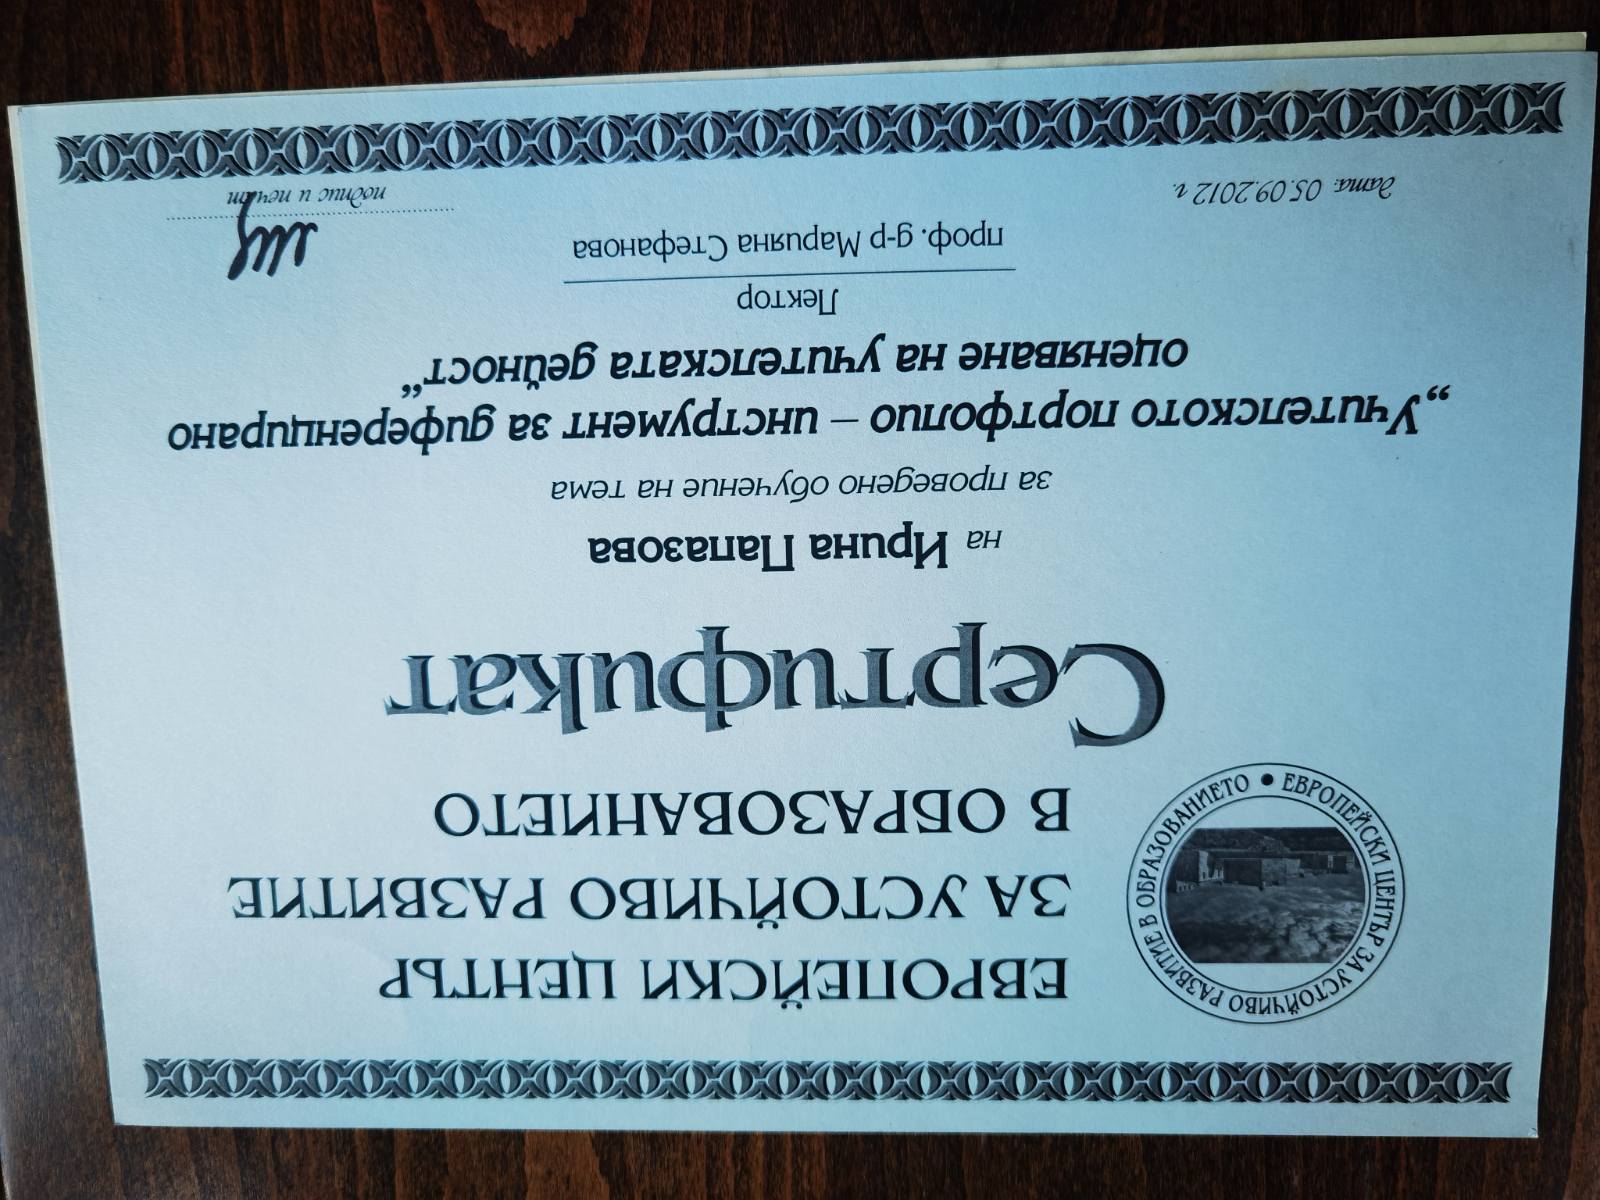 ЕВРОПЕЙСКИ ЦЕНТЪР
ЗА УСТОЙЧИВО РАЗВИТИЕ
В ОБРАЗОВАНИЕТО
ЕВРОПЕЙСКИ ЦЕНТЪР ЗА УСТОЙЧИВО РАЗВИТИЕ В ОБРАЗОВАНИЕТО •
Сертификат
на Ирина Папазова
за проведено обучение на тема
„Учителското портфолио – инструмент за диференцирано
оценяване на учителската дейност“
Лектор
проф. д-р Марияна Стефанова
дата: 05.09.2012 г.
подпис и печат